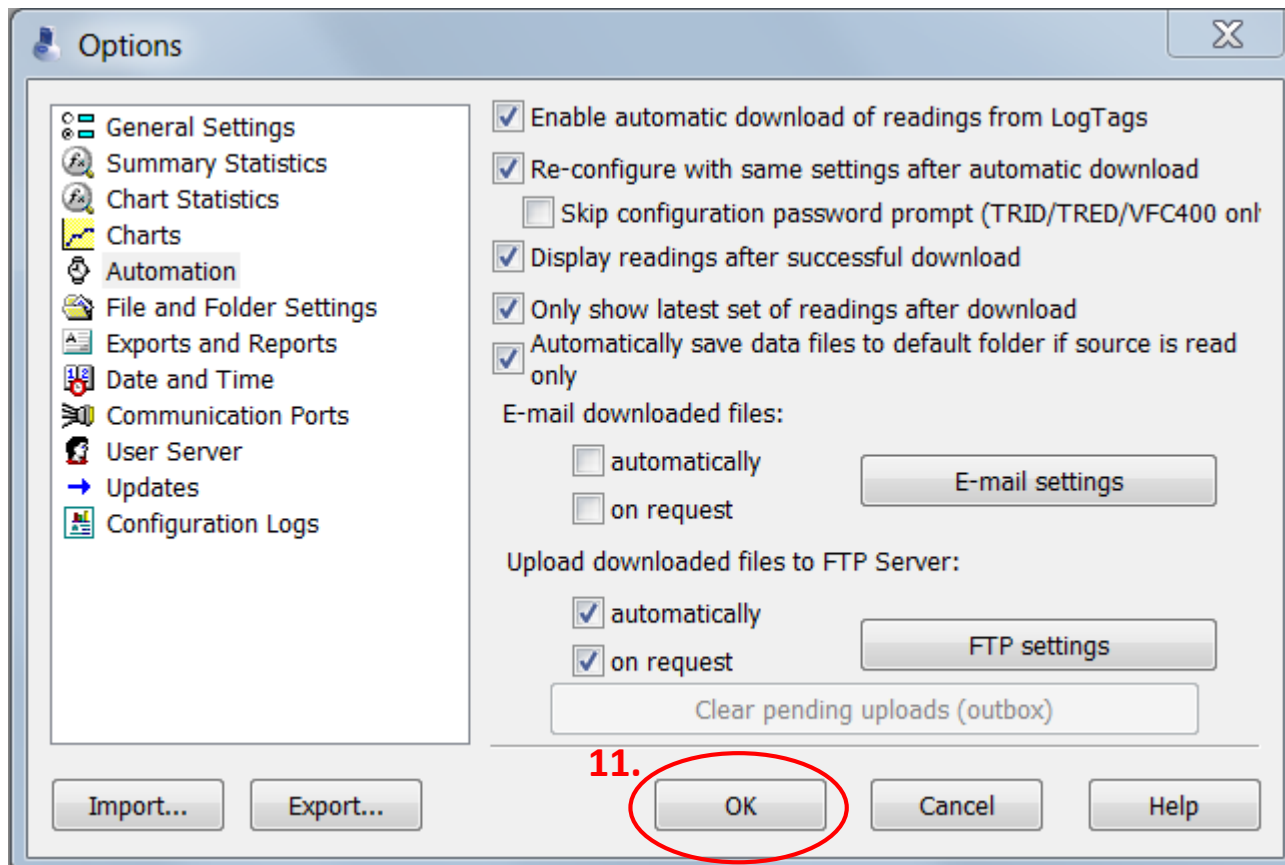 Options
General Settings
Summary Statistics
Chart Statistics
Charts
Automation
File and Folder Settings
Exports and Reports
Date and Time
Communication Ports
User Server
Updates
Configuration Logs
Enable automatic download of readings from LogTags
Re-configure with same settings after automatic download
Skip configuration password prompt (TRID/TRED/VFC400 onl
Display readings after successful download
Only show latest set of readings after download
Automatically save data files to default folder if source is read
only
E-mail downloaded files:
automatically
E-mail settings
on request
Upload downloaded files to FTP Server:
automatically
FTP settings
on request
Clear pending uploads (outbox)
11.
Import... Export... OK Cancel Help